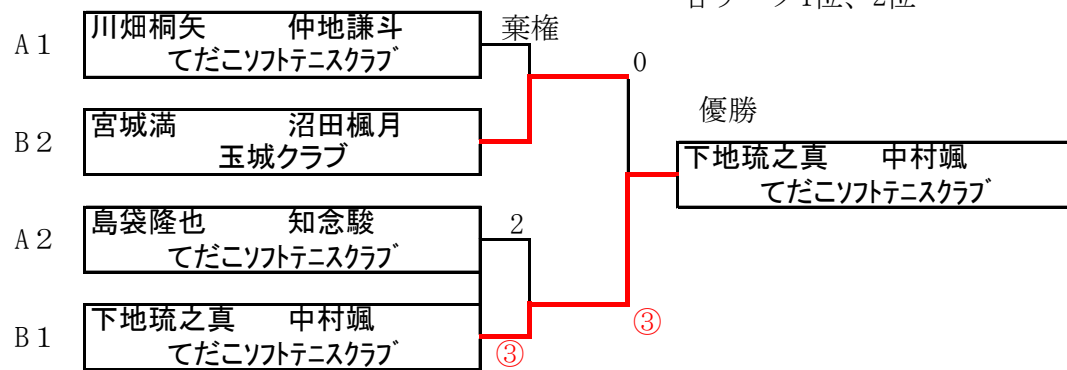 1位、2位
A1
川畑桐矢 仲地謙斗
てだこソフトテニスクラブ
棄権
0
B2
宮城満 沼田楓月
玉城クラブ
優勝
下地琉之真 中村颯
てだこソフトテニスクラブ
A2
島袋隆也 知念駿
てだこソフトテニスクラブ
2
B1
下地琉之真 中村颯
てだこソフトテニスクラブ
③
③